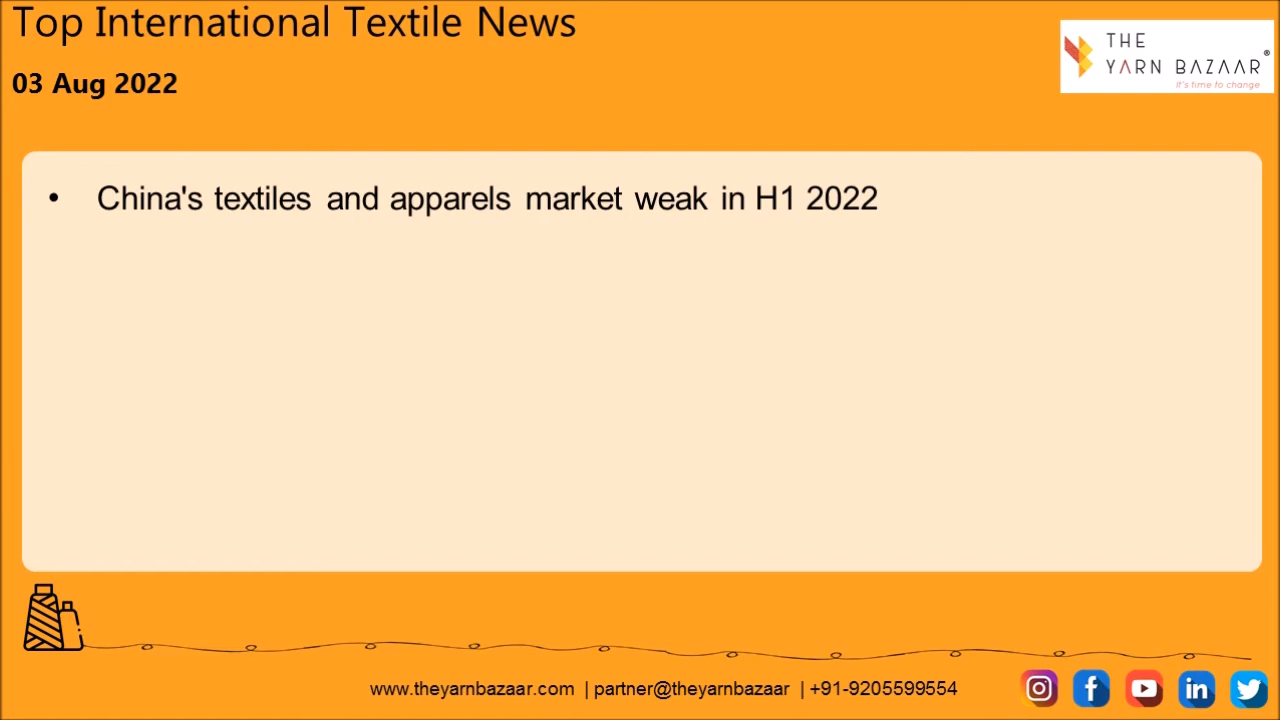 Top International Textile News
03 Aug 2022
THE
YARN BAZAAR®
It's time to change
• China's textiles and apparels market weak in H1 2022
www.theyarnbazaar.com | partner@theyarnbazaar | +91-9205599554